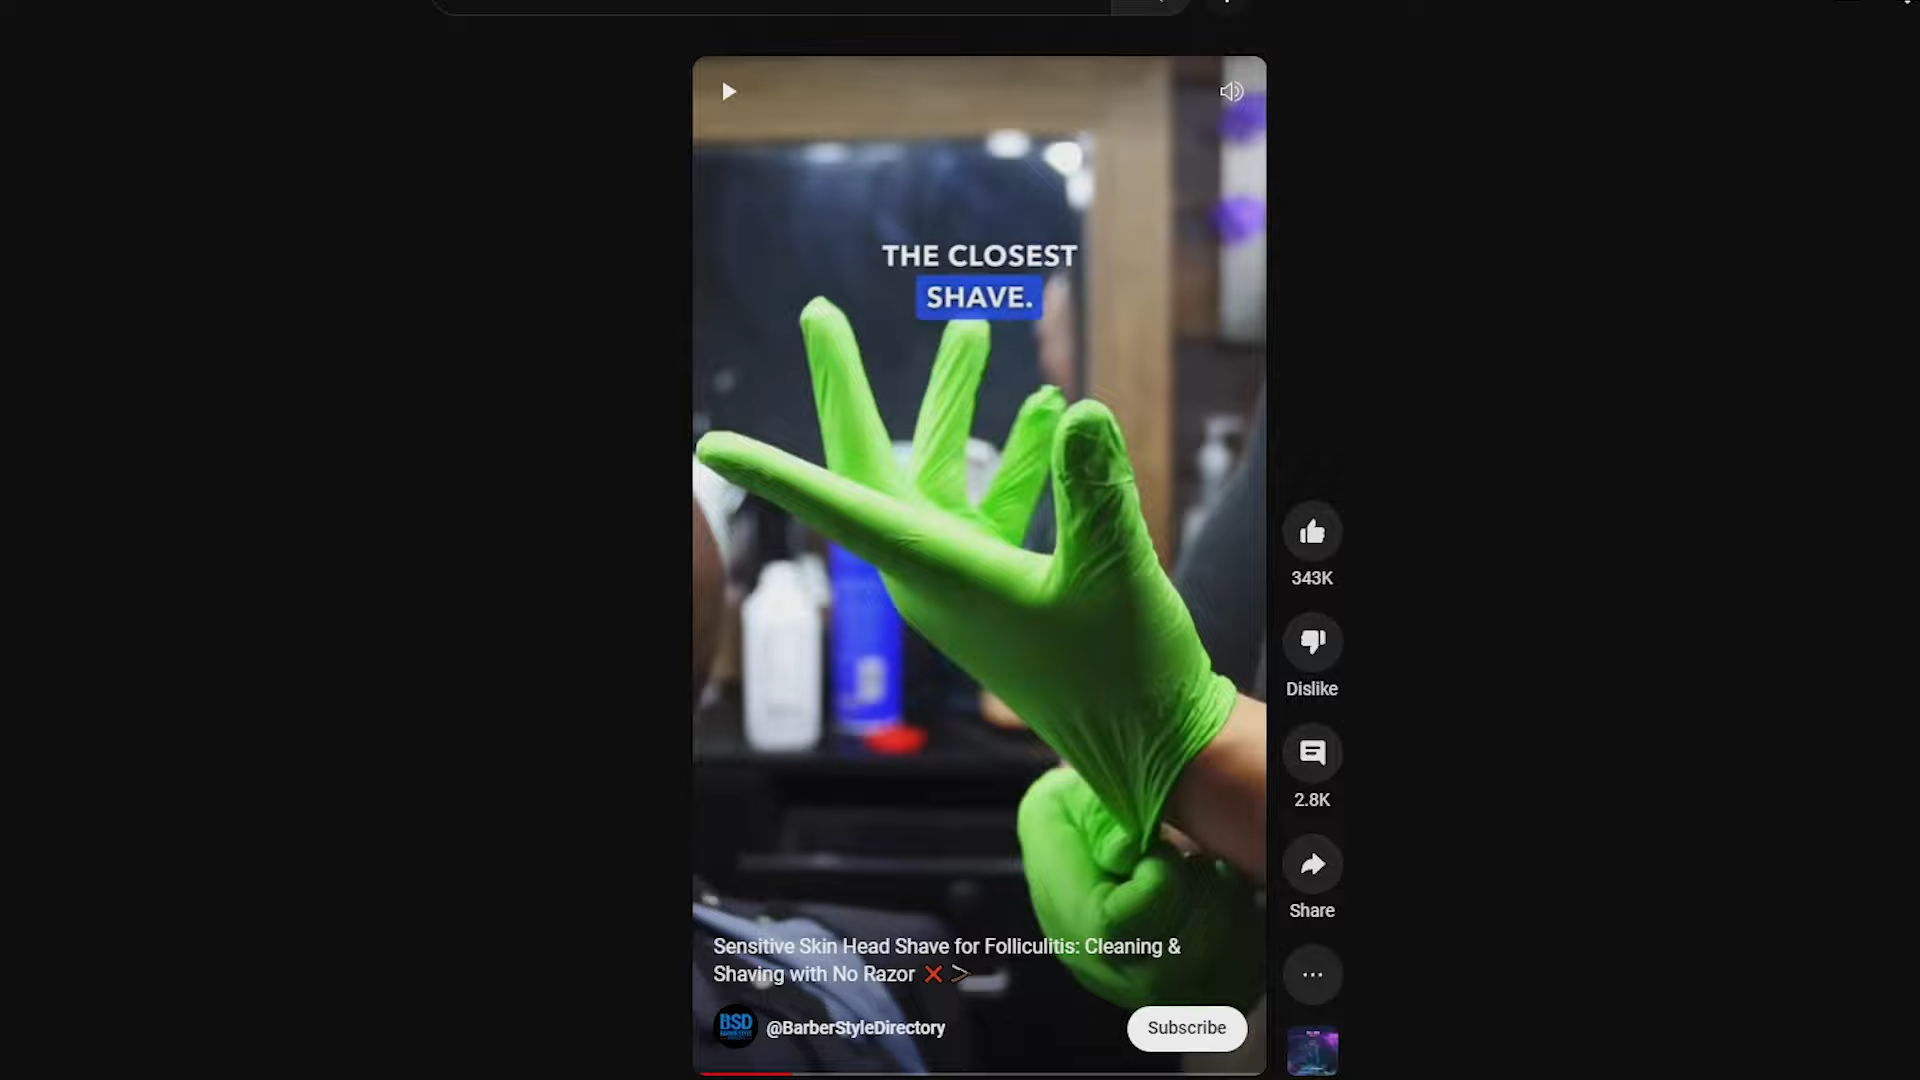 THE CLOSEST
SHAVE.
343K
Dislike
2.8K
Share
Sensitive Skin Head Shave for Folliculitis: Cleaning &
Shaving with No Razor
BSD
@BarberStyleDirectory
Subscribe